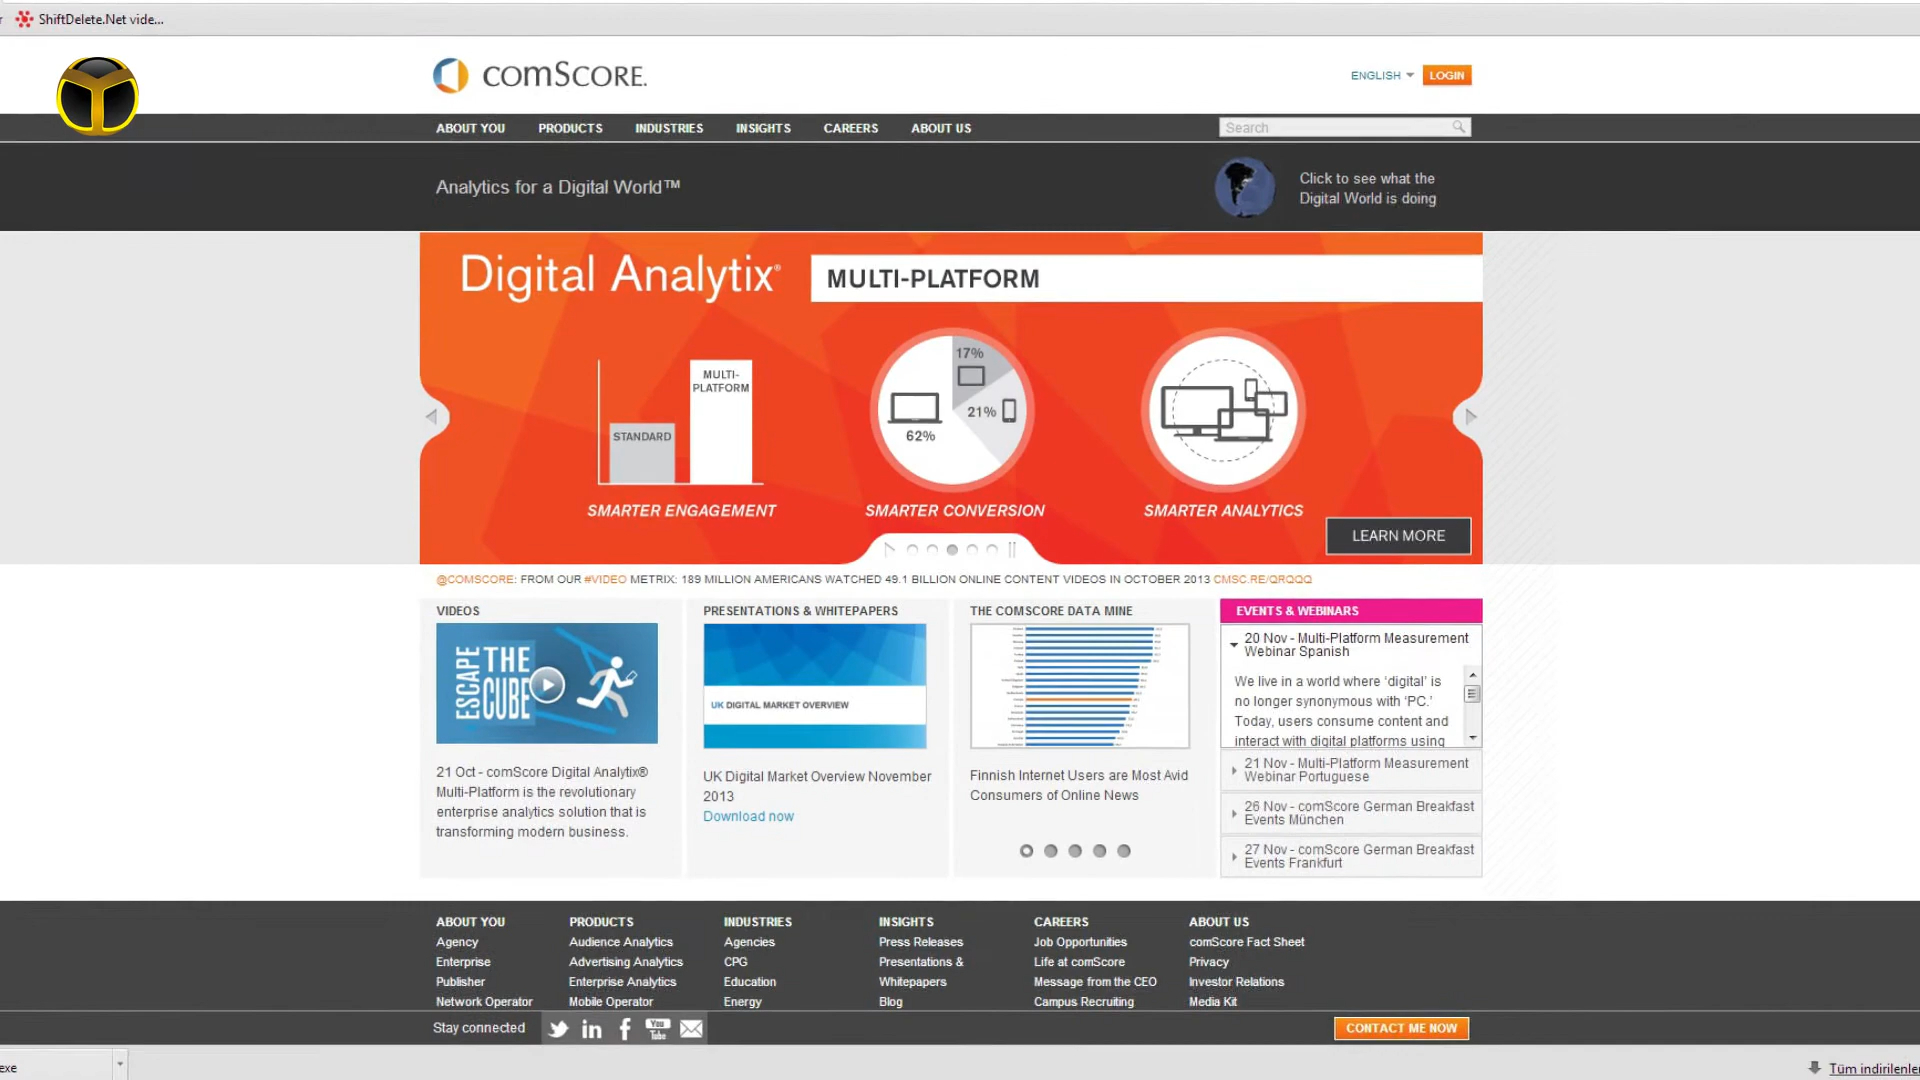 ShiftDelete.Net vide...
comScore.
ENGLISH
LOGIN
ABOUT YOU
PRODUCTS
INDUSTRIES
INSIGHTS
CAREERS
ABOUT US
Search
Analytics for a Digital World™
Click to see what the
Digital World is doing
Digital Analytix®
MULTI-PLATFORM
MULTI-
PLATFORM
STANDARD
17%
21%
62%
SMARTER ENGAGEMENT
SMARTER CONVERSION
SMARTER ANALYTICS
LEARN MORE
@COMSCORE: FROM OUR #VIDEO METRIX: 189 MILLION AMERICANS WATCHED 49.1 BILLION ONLINE CONTENT VIDEOS IN OCTOBER 2013 CMSC.RE/QRQQQ
VIDEOS
ESCAPE
THE
CUBE
21 Oct - comScore Digital Analytix®
Multi-Platform is the revolutionary
enterprise analytics solution that is
transforming modern business.
PRESENTATIONS & WHITEPAPERS
UK DIGITAL MARKET OVERVIEW
UK Digital Market Overview November
2013
Download now
THE COMSCORE DATA MINE
Finnish Internet Users are Most Avid
Consumers of Online News
EVENTS & WEBINARS
20 Nov - Multi-Platform Measurement
Webinar Spanish
We live in a world where ‘digital’ is
no longer synonymous with ‘PC.’
Today, users consume content and
interact with digital platforms using
21 Nov - Multi-Platform Measurement
Webinar Portuguese
26 Nov - comScore German Breakfast
Events München
27 Nov - comScore German Breakfast
Events Frankfurt
ABOUT YOU
Agency
Enterprise
Publisher
Network Operator
PRODUCTS
Audience Analytics
Advertising Analytics
Enterprise Analytics
Mobile Operator
INDUSTRIES
Agencies
CPG
Education
Energy
INSIGHTS
Press Releases
Presentations &
Whitepapers
Blog
CAREERS
Job Opportunities
Life at comScore
Message from the CEO
Campus Recruiting
ABOUT US
comScore Fact Sheet
Privacy
Investor Relations
Media Kit
Stay connected
You
Tube
CONTACT ME NOW
exe
Tüm indirilenler